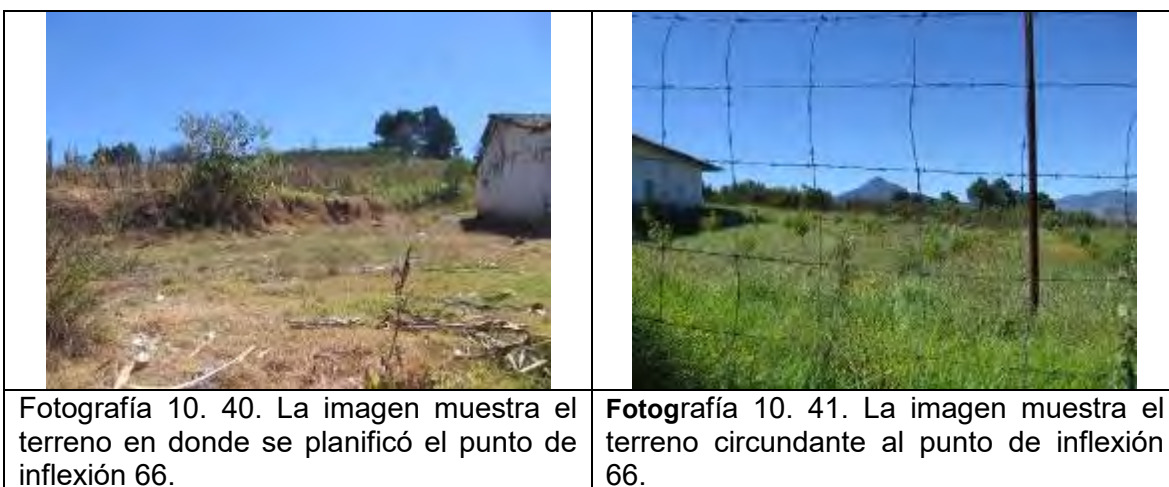 Fotografía 10. 40. La imagen muestra el
terreno en donde se planificó el punto de
inflexión 66.
Fotografía 10. 41. La imagen muestra el
terreno circundante al punto de inflexión
66.